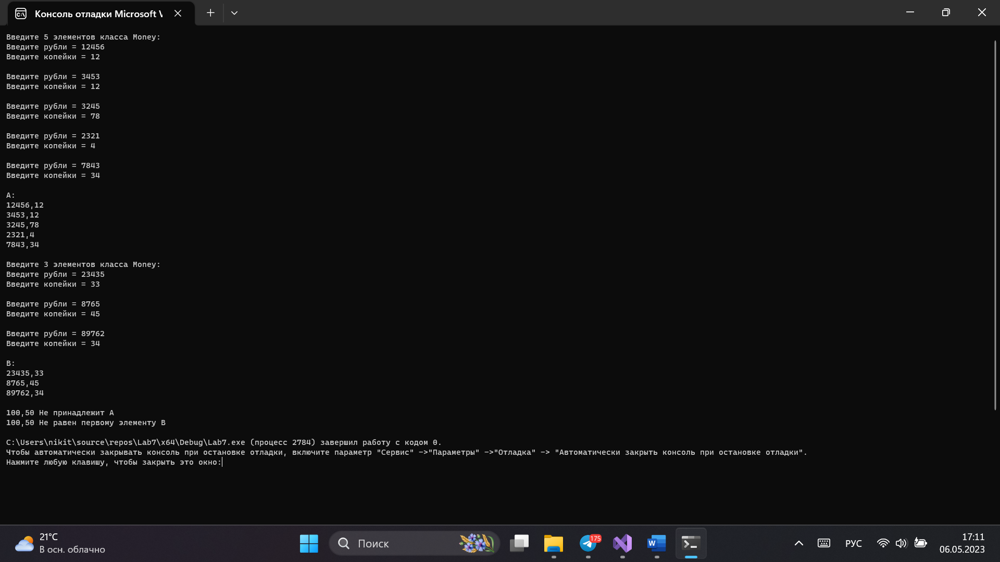 Консоль отладки Microsoft V
Введите 5 элементов класса Money:
Введите рубли = 12456
Введите копейки = 12
Введите рубли = 3453
Введите копейки = 12
Введите рубли = 3245
Введите копейки = 78
Введите рубли = 2321
Введите копейки = 4
Введите рубли = 7843
Введите копейки = 34
A:
12456,12
3453,12
3245,78
2321,4
7843,34
Введите 3 элементов класса Money:
Введите рубли = 23435
Введите копейки = 33
Введите рубли = 8765
Введите копейки = 45
Введите рубли = 89762
Введите копейки = 34
B:
23435,33
8765,45
89762,34
100,50 Не принадлежит A
100,50 Не равен первому элементу B
C:\Users\nikit\source\repos\Lab7\x64\Debug\Lab7.exe (процесс 2784) завершил работу с кодом 0.
Чтобы автоматически закрывать консоль при остановке отладки, включите параметр "Сервис" ->"Параметры" ->"Отладка" -> "Автоматически закрыть консоль при остановке отладки".
Нажмите любую клавишу, чтобы закрыть это окно:
21°C
В осн. облачно
Поиск
175
W
РУС
17:11
06.05.2023